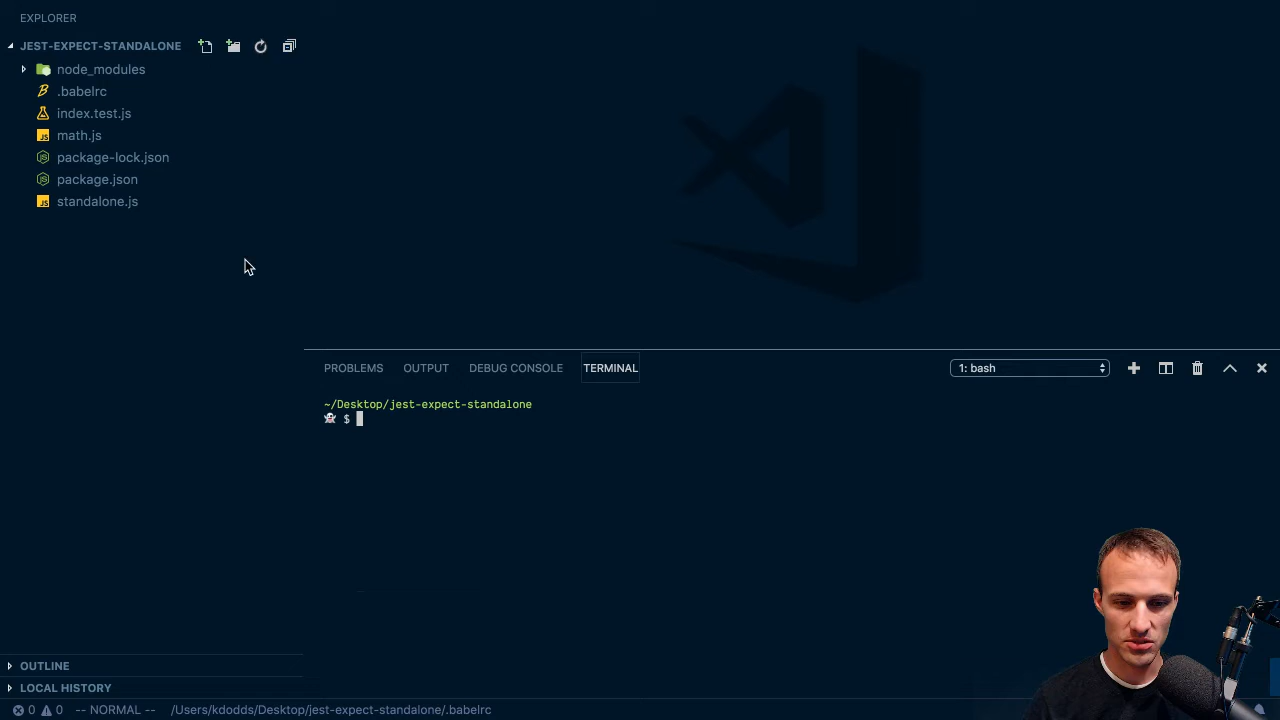 EXPLORER
JEST-EXPECT-STANDALONE
node_modules
.babelrc
index.test.js
math.js
package-lock.json
package.json
standalone.js
PROBLEMS OUTPUT DEBUG CONSOLE TERMINAL 1: bash
~/Desktop/jest-expect-standalone
$
OUTLINE
LOCAL HISTORY
0 0 -- NORMAL -- /Users/kdodds/Desktop/jest-expect-standalone/.babelrc